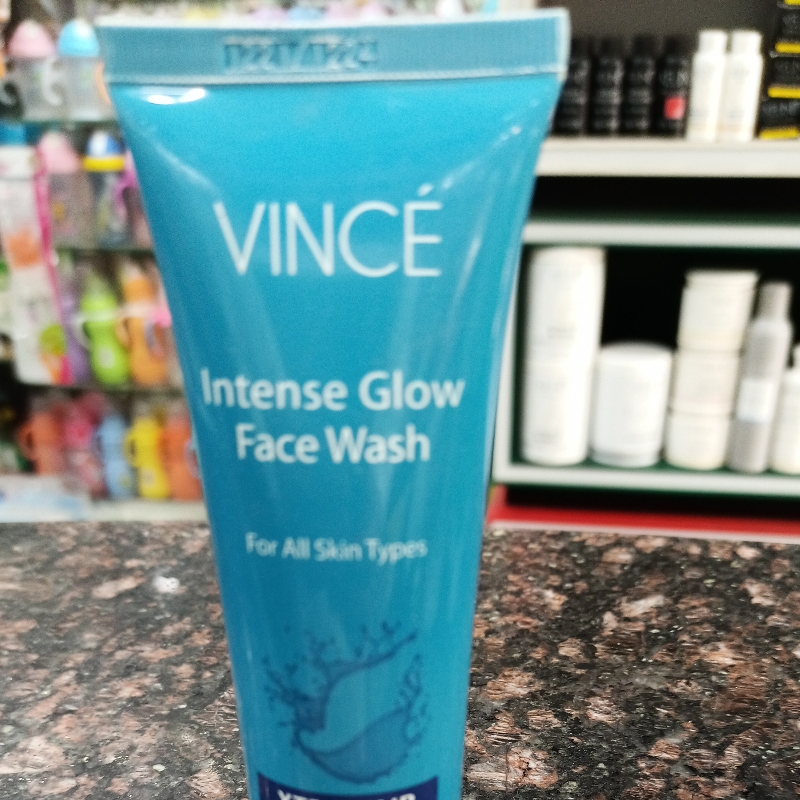 VINCÉ
Intense Glow
Face Wash
For All Skin Types